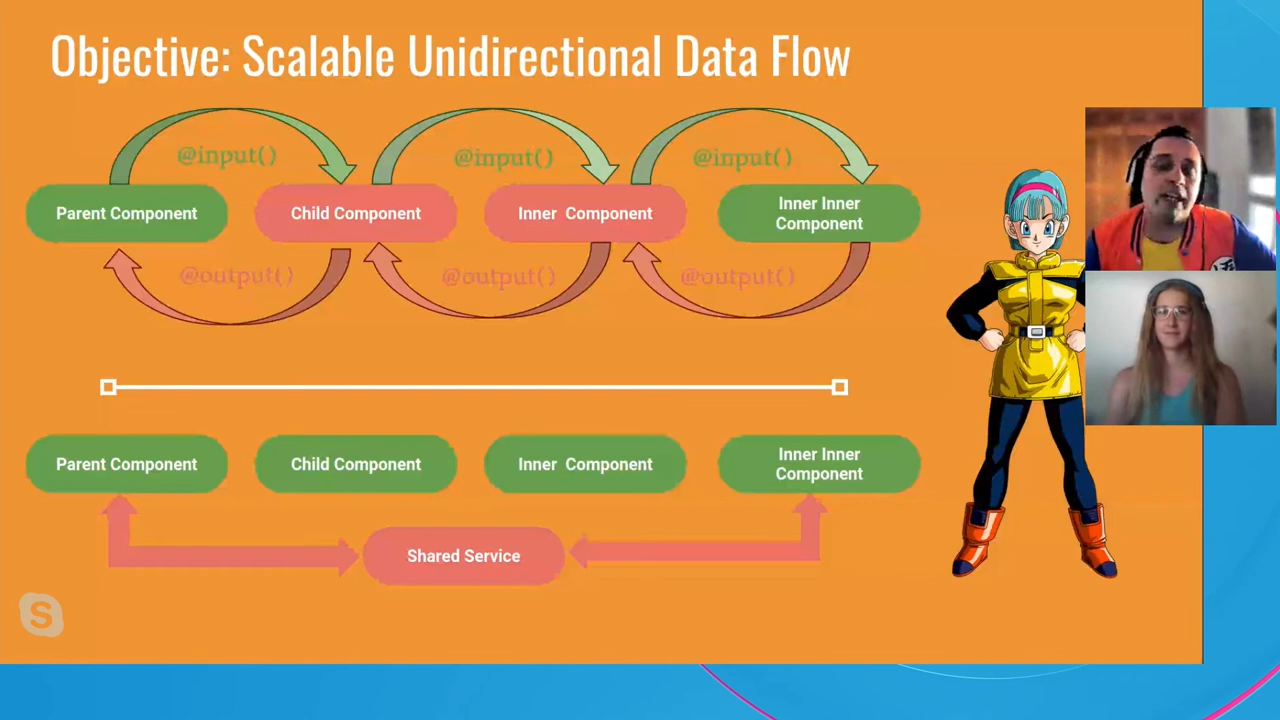 Objective: Scalable Unidirectional Data Flow
@input()
@input()
@input()
Parent Component
Child Component
Inner Component
Inner Inner
Component
@output()
@output()
@output()
Parent Component
Child Component
Inner Component
Inner Inner
Component
Shared Service
S